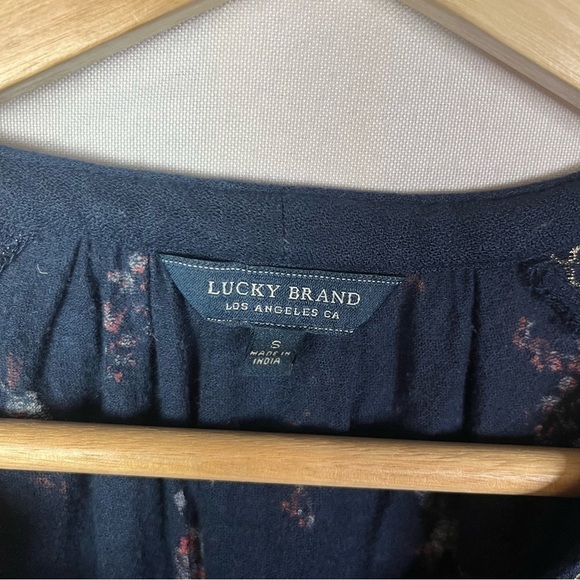 LUCKY BRAND
LOS ANGELES CA
S
MADE IN
INDIA